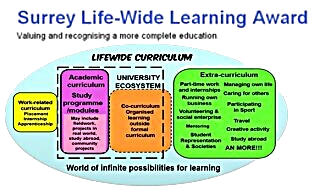 Surrey Life-Wide Learning Award
Valuing and recognising a more complete education
LIFEWIDE CURRICULUM
Work-related
curriculum
Placement
Internship
Apprenticeship
Academic
curriculum
Study
programme
/modules
May include
fieldwork,
projects in
real world,
study abroad,
community
projects
UNIVERSITY
ECOSYSTEM
Co-curriculum
Organised
learning
outside
formal
curriculum
Extra-curriculum
Part-time work
and internships
Running own
business
Volunteering &
social enterprise
Mentoring
Student
Representation
& Societies
Managing own life
Caring for others
Participating
in Sport
Travel
Creative activity
Study abroad
AN MORE!!!
World of infinite possibilities for learning